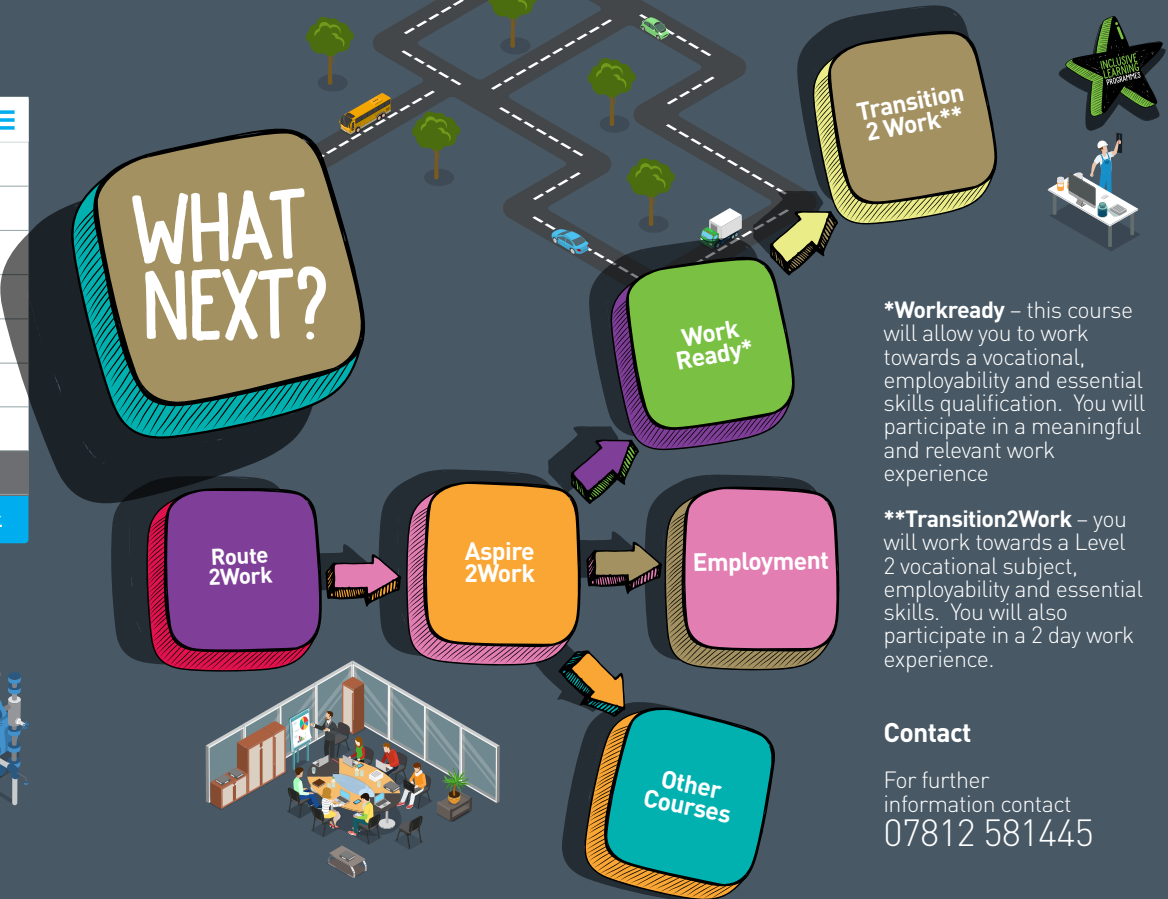 INCLUSIVE
LEARNING
PROGRAMMES
Transition
2 Work**
WHAT
NEXT?
Work
Ready*
Route
2Work
Aspire
2Work
Employment
Other
Courses
*Workready – this course
will allow you to work
towards a vocational,
employability and essential
skills qualification.  You will
participate in a meaningful
and relevant work
experience
**Transition2Work – you
will work towards a Level
2 vocational subject,
employability and essential
skills.  You will also
participate in a 2 day work
experience.
Contact
For further
information contact
07812 581445